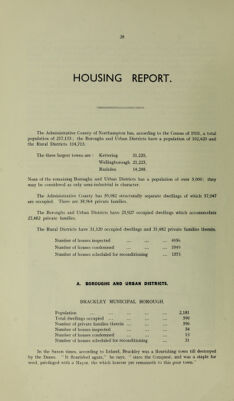 28
HOUSING REPORT.
The Administrative County of Northampton has, according to the Census of 1931, a total
population of 217,133; the Boroughs and Urban Districts have a population of 102,420 and
the Rural Districts 114,713.
The three largest towns are : Kettering 31,220,
Wellingborough 21,223,
Rushden 14,248.
None of the remaining Boroughs and Urban Districts has a population of over 9,000; they
may be considered as only semi-industrial in character.
The Administrative County has 59,082 structurally separate dwellings of which 57,047
are occupied. There are 58,964 private families.
The Boroughs and Urban Districts have 25,927 occupied dwellings which accommodate
27,482 private families.
The Rural Districts have 31,120 occupied dwellings and 31,482 private families therein.
Number of houses inspected ... ... ... 4936
Number of houses condemned ... ... ... 1949
Number of houses scheduled for reconditioning ... 1373
A. BOROUGHS AND URBAN DISTRICTS.
BRACKLEY MUNICIPAL BOROUGH.
Population ... ... ... ... 2,181
Total dwellings occupied ... ... ... ... 590
Number of private families therein ... ... ... 596
Number of houses inspected ... ... ... 34
Number of houses condemned ... ... ... 13
Number of houses scheduled for reconditioning ... ... 21
In the Saxon times, according to Leland, Brackley was a flourishing town till destroyed
by the Danes. " It flourished again," he says, " since the Conquest, and was a staple for
wool, privileged with a Mayor, the which honour yet remaineth to this poor town."